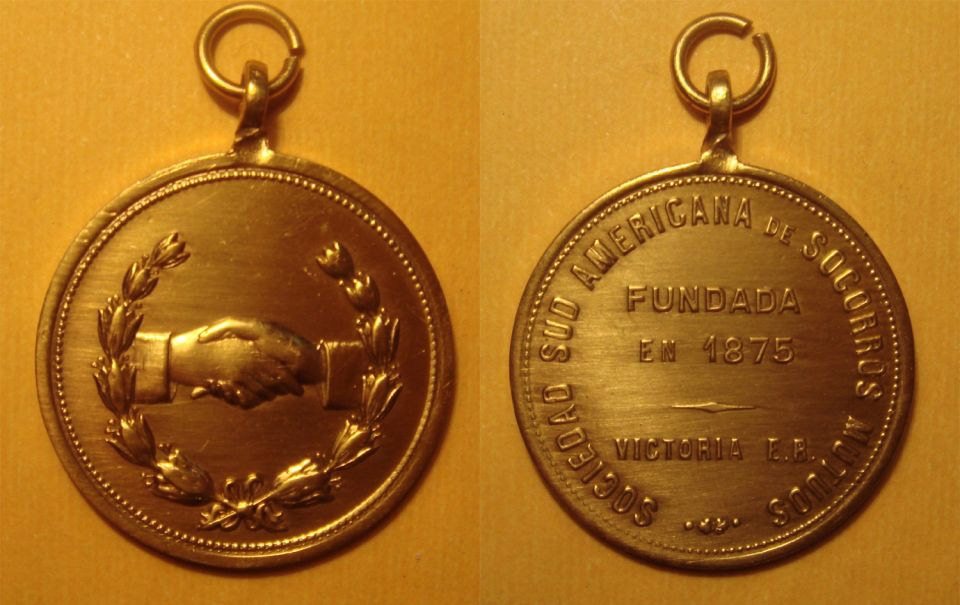 SOCIEDAD SUD AMERICANA DE SOCORROS MUTUOS
FUNDADA
EN 1875
VICTORIA E.R.